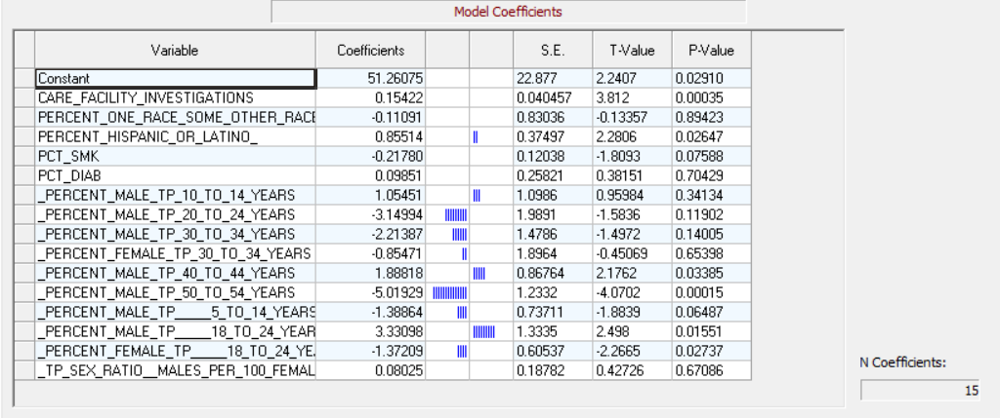 Model Coefficients
Variable Coefficients S.E. T-Value P-Value
Constant 51.26075 22.877 2.2407 0.02910
CARE_FACILITY_INVESTIGATIONS 0.15422 0.040457 3.812 0.00035
PERCENT_ONE_RACE_SOME_OTHER_RACE -0.11091 0.83036 -0.13357 0.89423
PERCENT_HISPANIC_OR_LATINO_ 0.85514 0.37497 2.2806 0.02647
PCT_SMK -0.21780 0.12038 -1.8093 0.07588
PCT_DIAB 0.09851 0.25821 0.38151 0.70429
_PERCENT_MALE_TP_10_TO_14_YEARS 1.05451 1.0986 0.95984 0.34134
_PERCENT_MALE_TP_20_TO_24_YEARS -3.14994 1.9891 -1.5836 0.11902
_PERCENT_MALE_TP_30_TO_34_YEARS -2.21387 1.4786 -1.4972 0.14005
_PERCENT_FEMALE_TP_30_TO_34_YEARS -0.85471 1.8964 -0.45069 0.65398
_PERCENT_MALE_TP_40_TO_44_YEARS 1.88818 0.86764 2.1762 0.03385
_PERCENT_MALE_TP_50_TO_54_YEARS -5.01929 1.2332 -4.0702 0.00015
_PERCENT_MALE_TP_____5_TO_14_YEARS -1.38864 0.73711 -1.8839 0.06487
_PERCENT_MALE_TP_____18_TO_24_YEAR 3.33098 1.3335 2.498 0.01551
_PERCENT_FEMALE_TP_____18_TO_24_YE. -1.37209 0.60537 -2.2665 0.02737
_TP_SEX_RATIO__MALES_PER_100_FEMAL 0.08025 0.18782 0.42726 0.67086
N Coefficients:
15